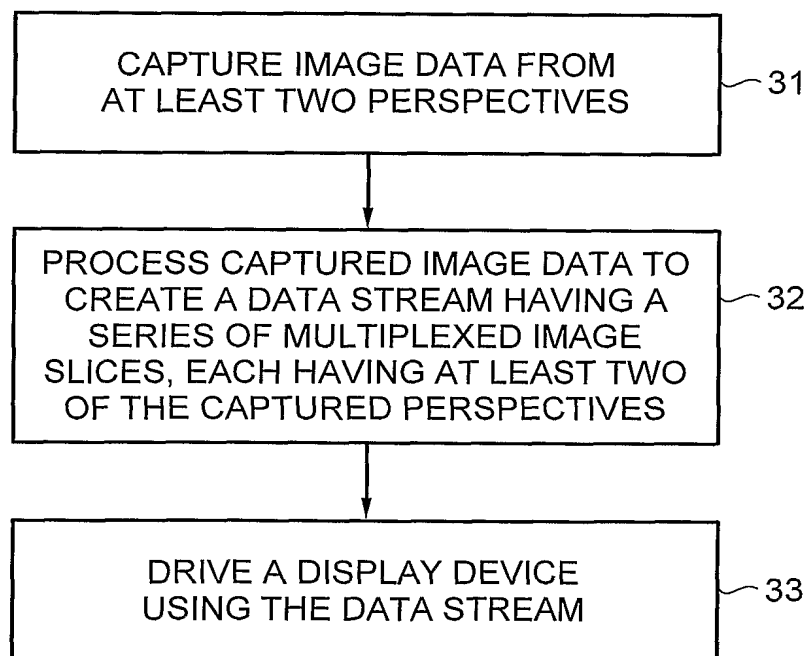 CAPTURE IMAGE DATA FROM
AT LEAST TWO PERSPECTIVES
31
PROCESS CAPTURED IMAGE DATA TO
CREATE A DATA STREAM HAVING A
SERIES OF MULTIPLEXED IMAGE
SLICES, EACH HAVING AT LEAST TWO
OF THE CAPTURED PERSPECTIVES
32
DRIVE A DISPLAY DEVICE
USING THE DATA STREAM
33